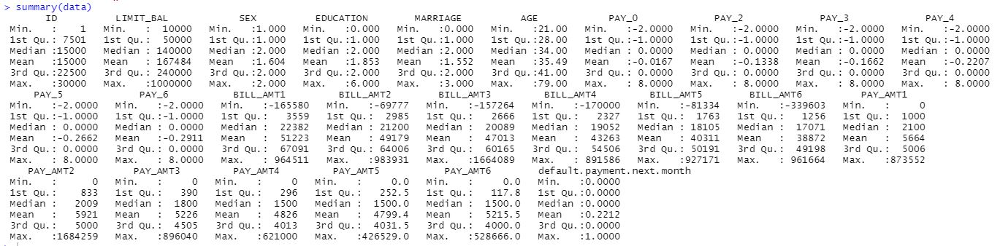 > summary(data)
ID LIMIT_BAL SEX EDUCATION MARRIAGE AGE PAY_0 PAY_2 PAY_3 PAY_4
Min. : 1 Min. : 10000 Min. :1.000 Min. :0.000 Min. :0.000 Min. :21.00 Min. :-2.0000 Min. :-2.0000 Min. :-2.0000 Min. :-2.0000
1st Qu.: 7501 1st Qu.: 50000 1st Qu.:1.000 1st Qu.:1.000 1st Qu.:1.000 1st Qu.:28.00 1st Qu.:-1.0000 1st Qu.:-1.0000 1st Qu.:-1.0000 1st Qu.:-1.0000
Median :15000 Median : 140000 Median :2.000 Median :2.000 Median :2.000 Median :34.00 Median : 0.0000 Median : 0.0000 Median : 0.0000 Median : 0.0000
Mean :15000 Mean : 167484 Mean :1.604 Mean :1.853 Mean :1.552 Mean :35.49 Mean :-0.0167 Mean :-0.1338 Mean :-0.1662 Mean :-0.2207
3rd Qu.:22500 3rd Qu.: 240000 3rd Qu.:2.000 3rd Qu.:2.000 3rd Qu.:2.000 3rd Qu.:41.00 3rd Qu.: 0.0000 3rd Qu.: 0.0000 3rd Qu.: 0.0000 3rd Qu.: 0.0000
Max. :30000 Max. :1000000 Max. :2.000 Max. :6.000 Max. :3.000 Max. :79.00 Max. : 8.0000 Max. : 8.0000 Max. : 8.0000 Max. : 8.0000
PAY_5 PAY_6 BILL_AMT1 BILL_AMT2 BILL_AMT3 BILL_AMT4 BILL_AMT5 BILL_AMT6 PAY_AMT1
Min. :-2.0000 Min. :-2.0000 Min. :-165580 Min. :-69777 Min. :-157264 Min. :-170000 Min. :-81334 Min. :-339603 Min. : 0
1st Qu.:-1.0000 1st Qu.:-1.0000 1st Qu.: 3559 1st Qu.: 2985 1st Qu.: 2666 1st Qu.: 2327 1st Qu.: 1763 1st Qu.: 1256 1st Qu.: 1000
Median : 0.0000 Median : 0.0000 Median : 22382 Median : 21200 Median : 20089 Median : 19052 Median : 18105 Median : 17071 Median : 2100
Mean :-0.2662 Mean :-0.2911 Mean : 51223 Mean : 49179 Mean : 47013 Mean : 43263 Mean : 40311 Mean : 38872 Mean : 5664
3rd Qu.: 0.0000 3rd Qu.: 0.0000 3rd Qu.: 67091 3rd Qu.: 64006 3rd Qu.: 60165 3rd Qu.: 54506 3rd Qu.: 50191 3rd Qu.: 49198 3rd Qu.: 5006
Max. : 8.0000 Max. : 8.0000 Max. : 964511 Max. :983931 Max. :1664089 Max. : 891586 Max. :927171 Max. : 961664 Max. :873552
PAY_AMT2 PAY_AMT3 PAY_AMT4 PAY_AMT5 PAY_AMT6 default.payment.next.month
Min. : 0 Min. : 0 Min. : 0 Min. : 0.0 Min. : 0.0 Min. :0.0000
1st Qu.: 833 1st Qu.: 390 1st Qu.: 296 1st Qu.: 252.5 1st Qu.: 117.8 1st Qu.:0.0000
Median : 2009 Median : 1800 Median : 1500 Median : 1500.0 Median : 1500.0 Median :0.0000
Mean : 5921 Mean : 5226 Mean : 4826 Mean : 4799.4 Mean : 5215.5 Mean :0.2212
3rd Qu.: 5000 3rd Qu.: 4505 3rd Qu.: 4013 3rd Qu.: 4031.5 3rd Qu.: 4000.0 3rd Qu.:0.0000
Max. :1684259 Max. :896040 Max. :621000 Max. :426529.0 Max. :528666.0 Max. :1.0000